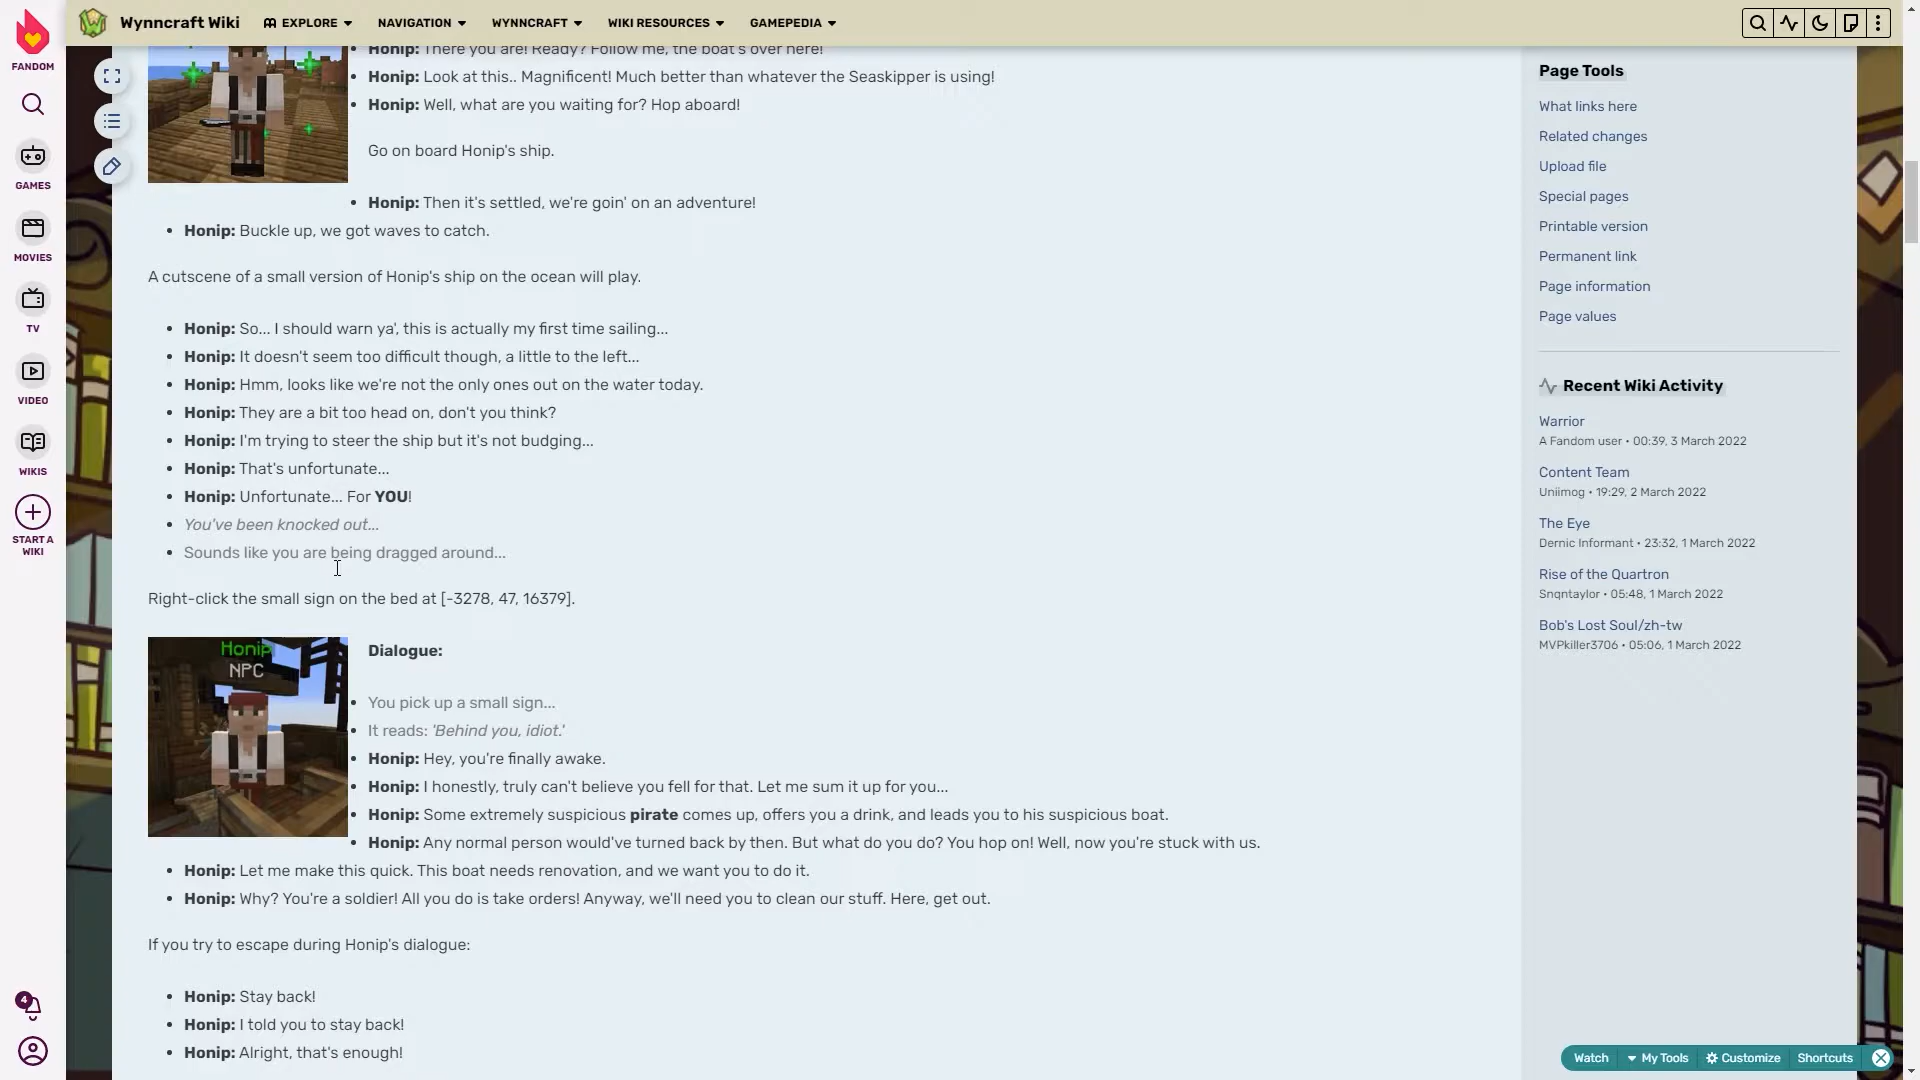 Wynncraft Wiki
EXPLORE
NAVIGATION
WYNNCRAFT
WIKI RESOURCES
GAMEPEDIA
FANDOM
GAMES
MOVIES
TV
VIDEO
WIKIS
START A
WIKI
4
Honip: There you are! Ready? Follow me, the boat's over here!
Honip: Look at this.. Magnificent! Much better than whatever the Seaskipper is using!
Honip: Well, what are you waiting for? Hop aboard!
Go on board Honip's ship.
Honip: Then it's settled, we're goin' on an adventure!
Honip: Buckle up, we got waves to catch.
A cutscene of a small version of Honip's ship on the ocean will play.
Honip: So... I should warn ya', this is actually my first time sailing...
Honip: It doesn't seem too difficult though, a little to the left...
Honip: Hmm, looks like we're not the only ones out on the water today.
Honip: They are a bit too head on, don't you think?
Honip: I'm trying to steer the ship but it's not budging...
Honip: That's unfortunate...
Honip: Unfortunate... For YOU!
You've been knocked out...
Sounds like you are being dragged around...
Right-click the small sign on the bed at [-3278, 47, 16379].
Honip
NPC
Dialogue:
You pick up a small sign...
It reads: 'Behind you, idiot.'
Honip: Hey, you're finally awake.
Honip: I honestly, truly can't believe you fell for that. Let me sum it up for you...
Honip: Some extremely suspicious pirate comes up, offers you a drink, and leads you to his suspicious boat.
Honip: Any normal person would've turned back by then. But what do you do? You hop on! Well, now you're stuck with us.
Honip: Let me make this quick. This boat needs renovation, and we want you to do it.
Honip: Why? You're a soldier! All you do is take orders! Anyway, we'll need you to clean our stuff. Here, get out.
If you try to escape during Honip's dialogue:
Honip: Stay back!
Honip: I told you to stay back!
Honip: Alright, that's enough!
Page Tools
What links here
Related changes
Upload file
Special pages
Printable version
Permanent link
Page information
Page values
Recent Wiki Activity
Warrior
A Fandom user • 00:39, 3 March 2022
Content Team
Uniimog • 19:29, 2 March 2022
The Eye
Dernic Informant • 23:32, 1 March 2022
Rise of the Quartron
Snqntaylor • 05:48, 1 March 2022
Bob's Lost Soul/zh-tw
MVPkiller3706 • 05:06, 1 March 2022
Watch
My Tools
Customize
Shortcuts